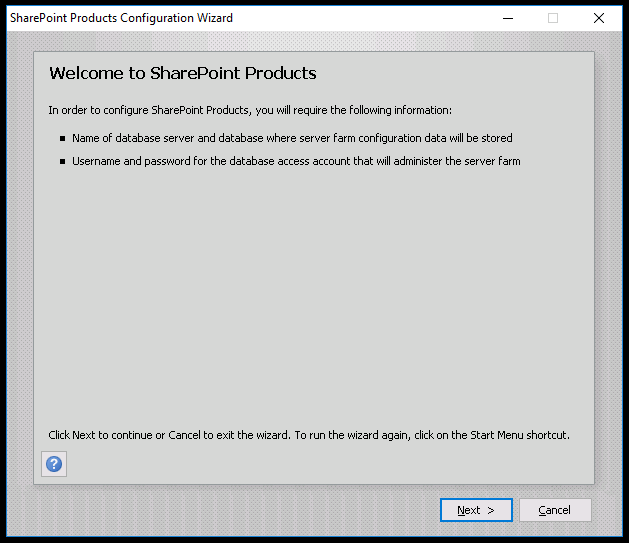 SharePoint Products Configuration Wizard
Welcome to SharePoint Products
In order to configure SharePoint Products, you will require the following information:
Name of database server and database where server farm configuration data will be stored
Username and password for the database access account that will administer the server farm
Click Next to continue or Cancel to exit the wizard. To run the wizard again, click on the Start Menu shortcut.
?
Next >
Cancel